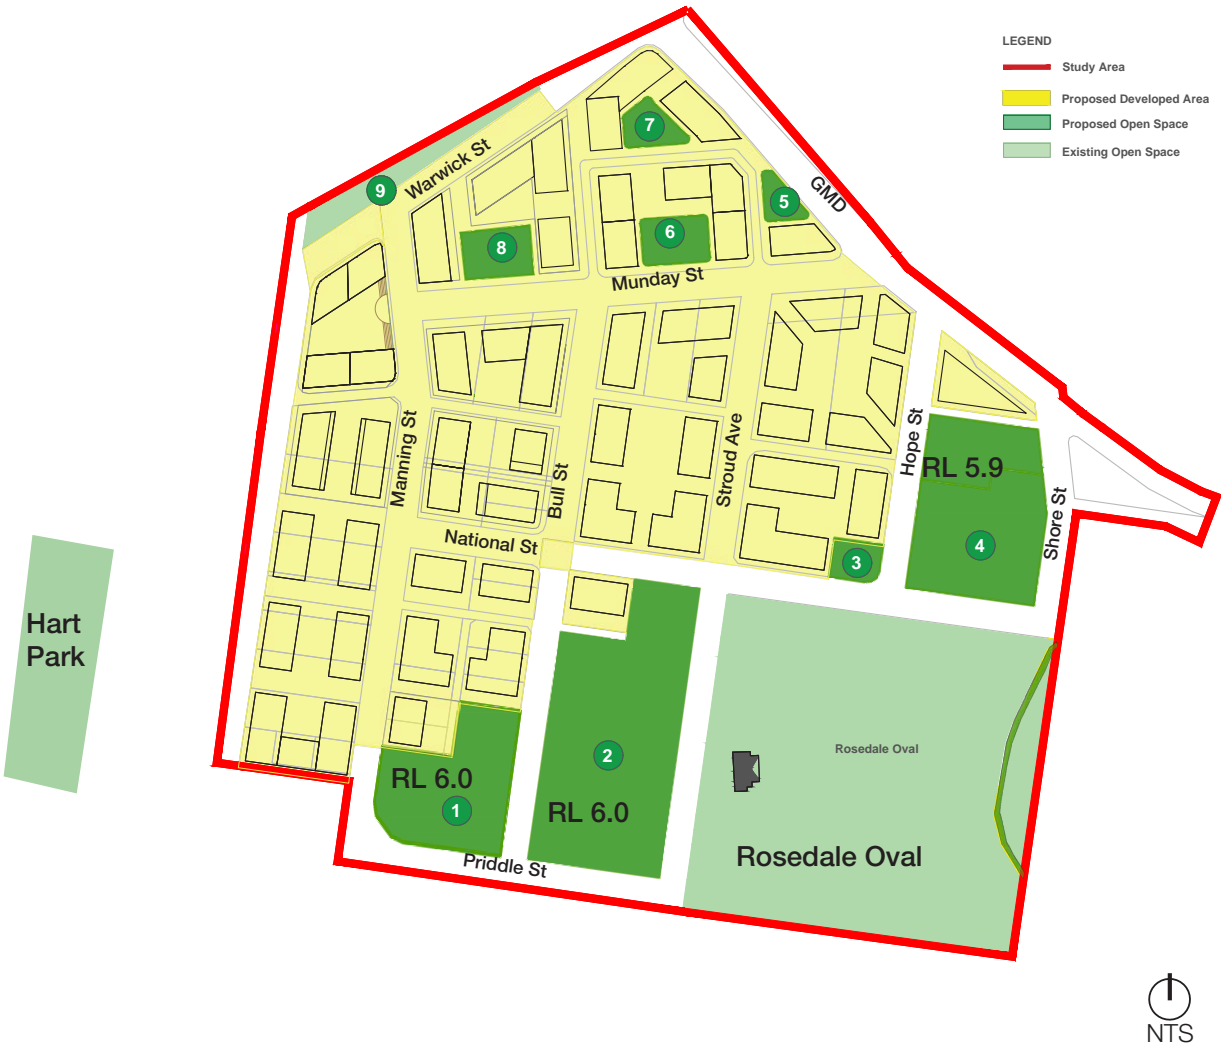 LEGEND
Study Area
Proposed Developed Area
Proposed Open Space
Existing Open Space
7
Warwick St
9
GMD
5
6
8
Munday St
Manning St
Stroud Ave
Hope St
RL 5.9
Bull St
Shore St
National St
4
3
Hart
Park
Rosedale Oval
2
RL 6.0
1
RL 6.0
Rosedale Oval
Priddle St
NTS